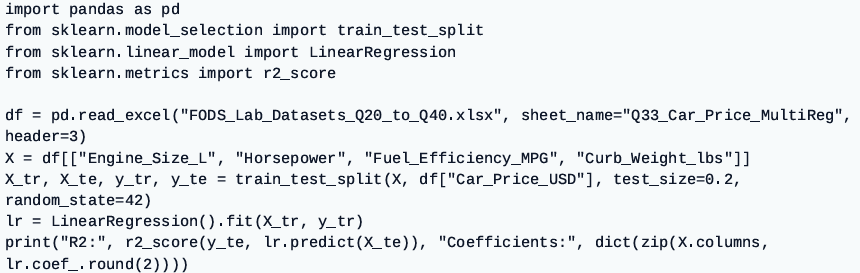 import pandas as pd
from sklearn.model_selection import train_test_split
from sklearn.linear_model import LinearRegression
from sklearn.metrics import r2_score

df = pd.read_excel("FODS_Lab_Datasets_Q20_to_Q40.xlsx", sheet_name="Q33_Car_Price_MultiReg",
header=3)
X = df[["Engine_Size_L", "Horsepower", "Fuel_Efficiency_MPG", "Curb_Weight_lbs"]]
X_tr, X_te, y_tr, y_te = train_test_split(X, df["Car_Price_USD"], test_size=0.2,
random_state=42)
lr = LinearRegression().fit(X_tr, y_tr)
print("R2:", r2_score(y_te, lr.predict(X_te)), "Coefficients:", dict(zip(X.columns,
lr.coef_.round(2))))